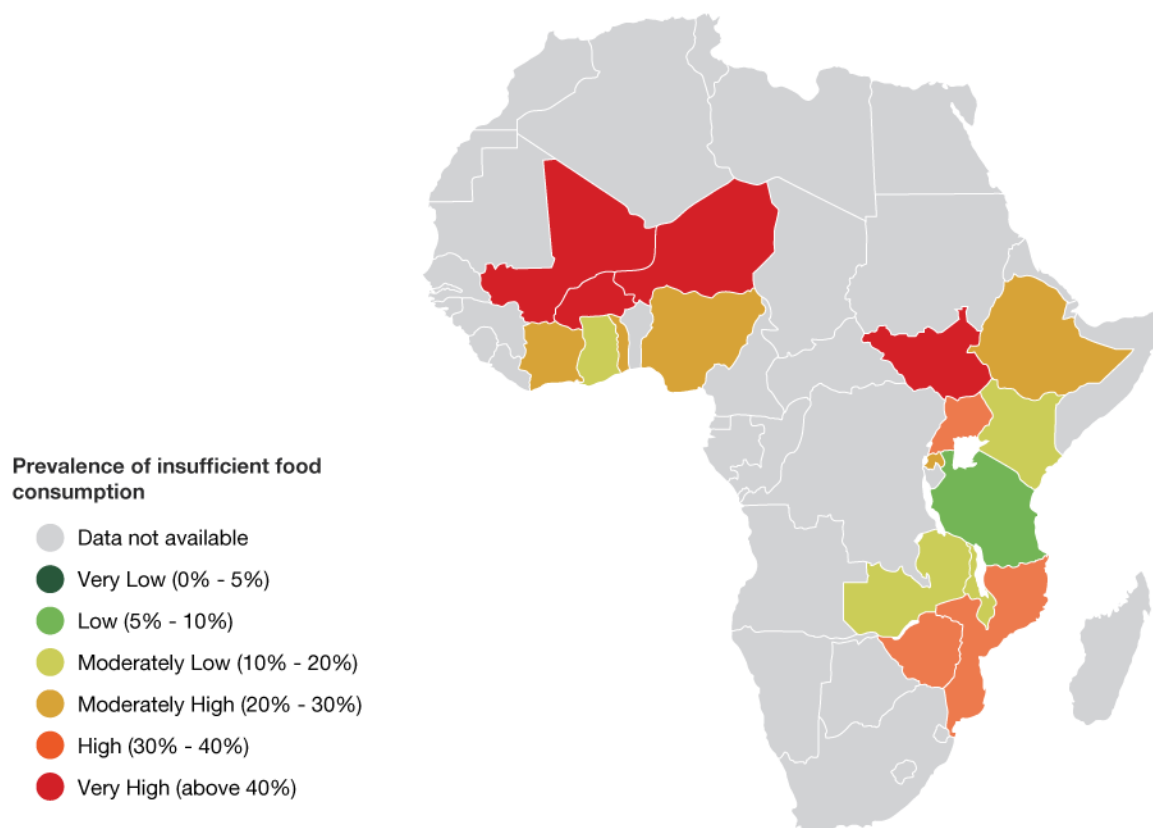 Prevalence of insufficient food
consumption
Data not available
Very Low (0% - 5%)
Low (5% - 10%)
Moderately Low (10% - 20%)
Moderately High (20% - 30%)
High (30% - 40%)
Very High (above 40%)